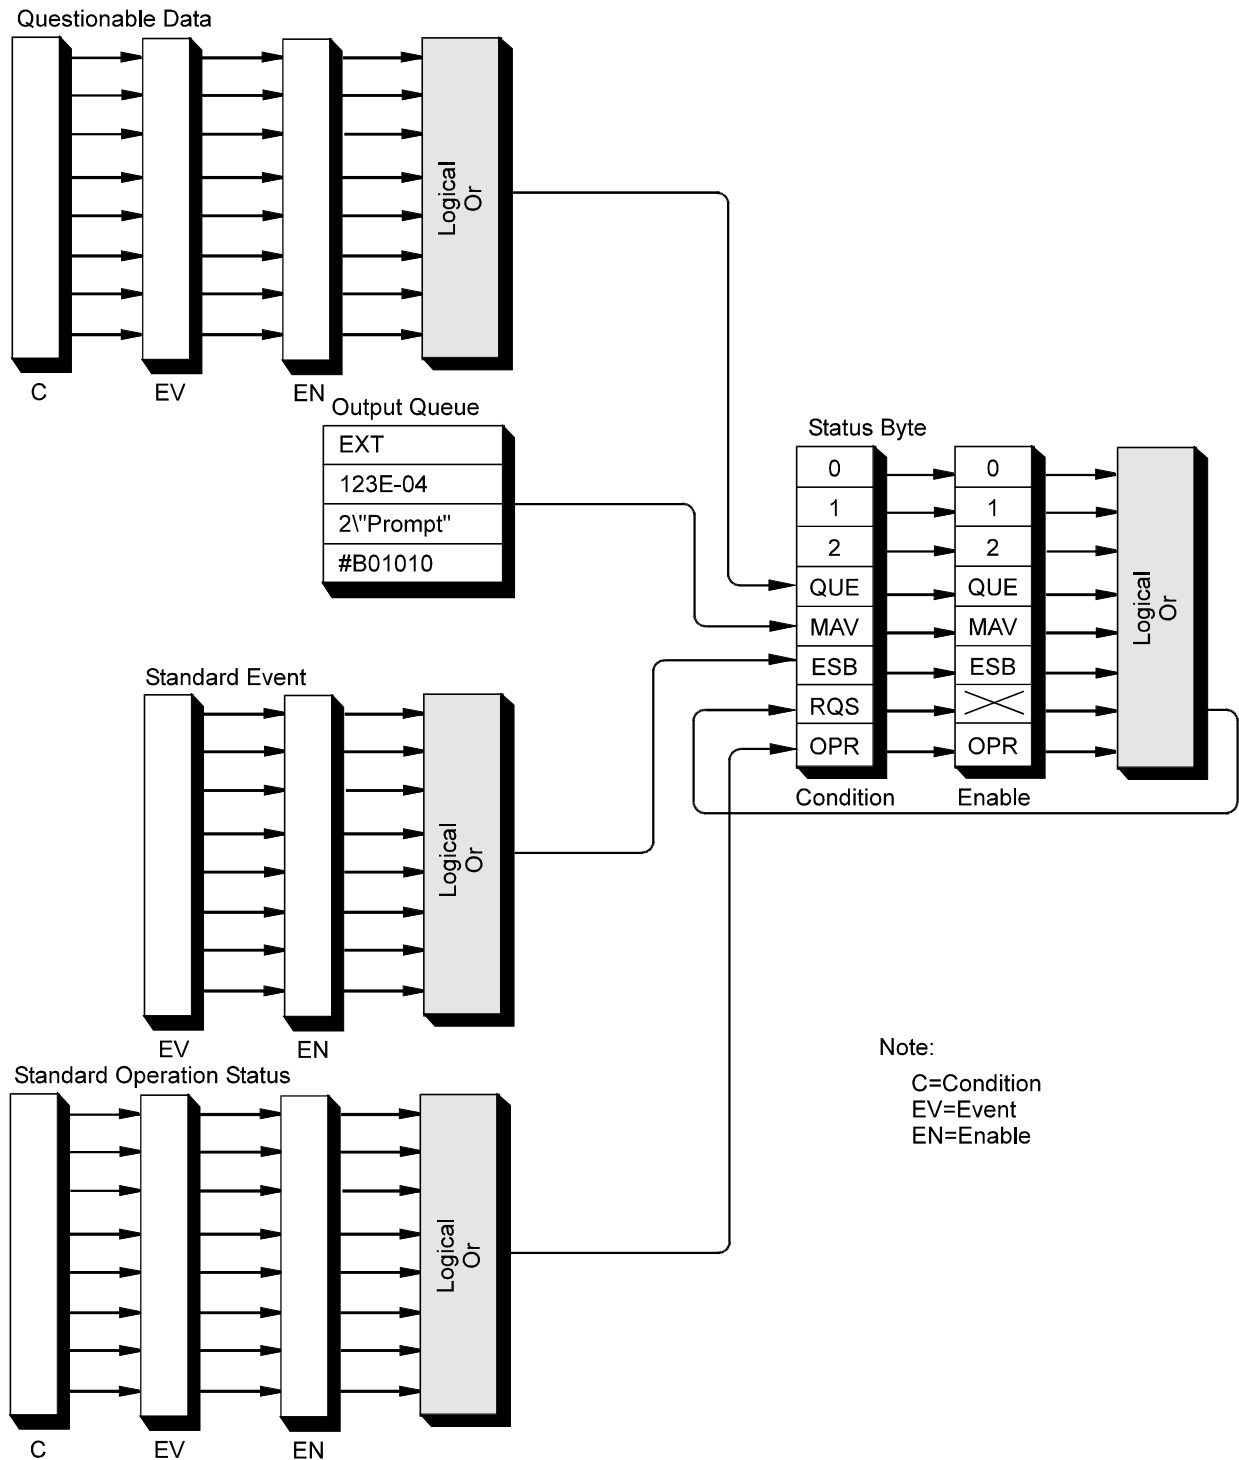 Questionable Data
Logical
Or
C
EV
EN
Output Queue
EXT
123E-04
2\"Prompt"
#B01010
Status Byte
0
1
2
QUE
MAV
ESB
RQS
OPR
Condition
0
1
2
QUE
MAV
ESB
OPR
Enable
Logical
Or
Standard Event
Logical
Or
EV
EN
Standard Operation Status
Logical
Or
C
EV
EN
Note:
C=Condition
EV=Event
EN=Enable